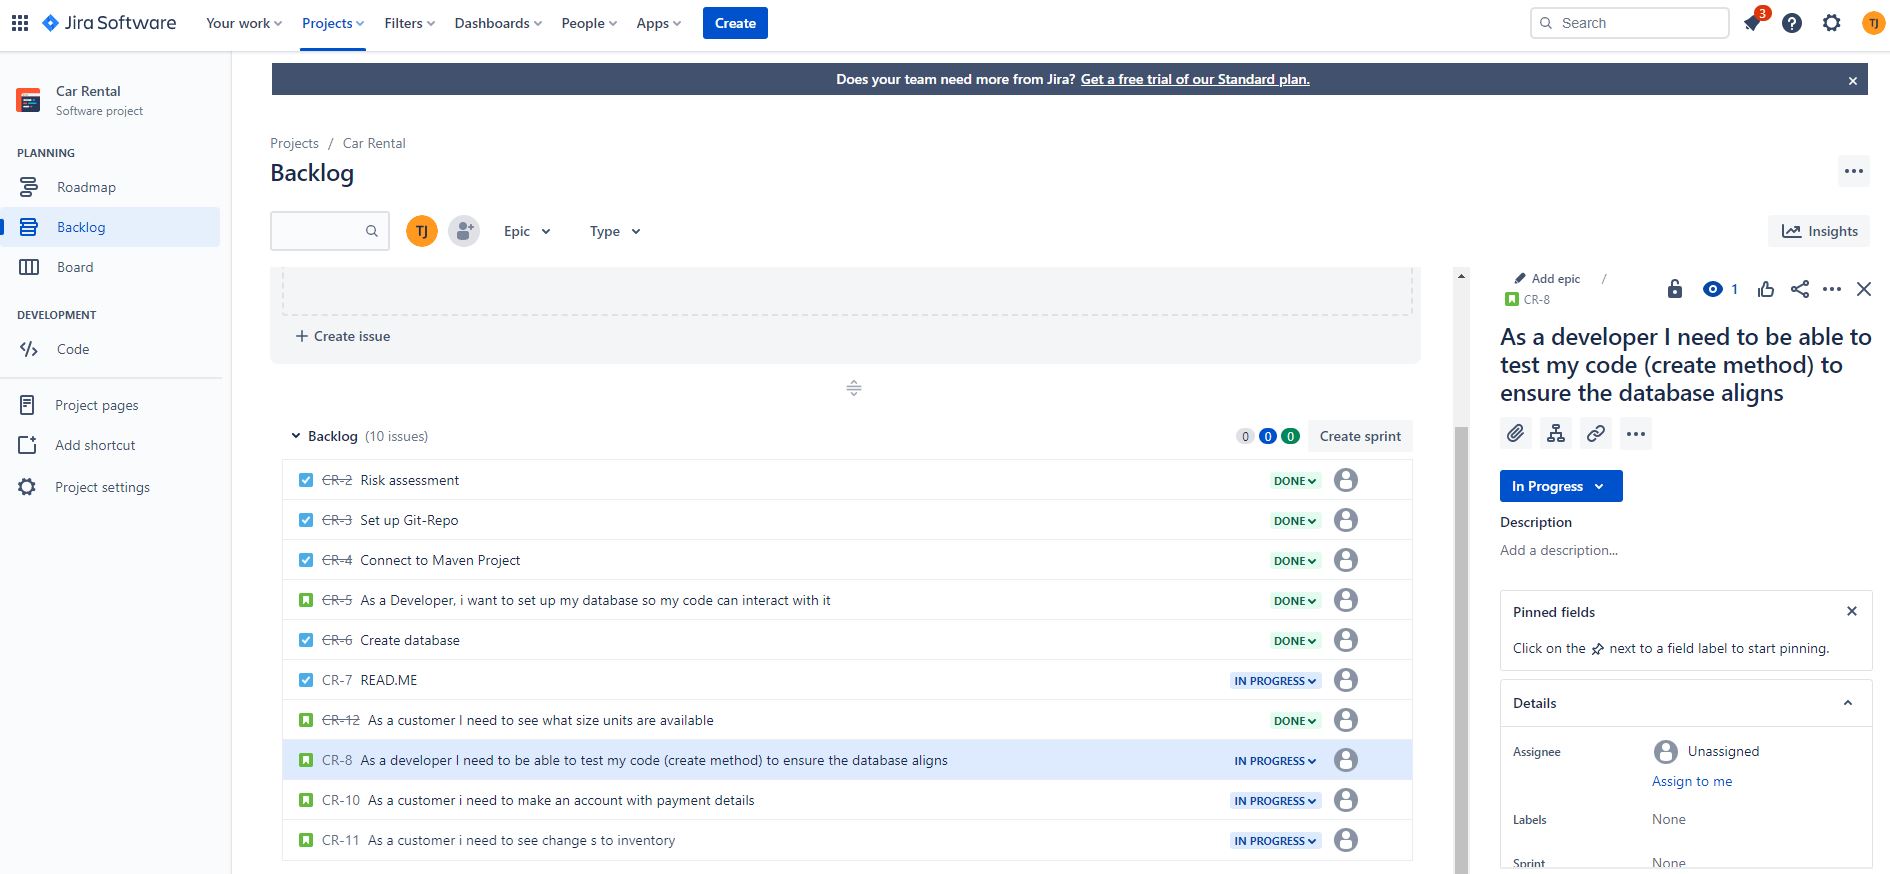 Jira Software
Your work
Projects
Filters
Dashboards
People
Apps
Create
Search
3
TJ
Car Rental
Software project
PLANNING
Roadmap
Backlog
Board
DEVELOPMENT
Code
Project pages
Add shortcut
Project settings
Does your team need more from Jira? Get a free trial of our Standard plan.
Projects / Car Rental
Backlog
TJ
Epic
Type
Insights
+ Create issue
Backlog (10 issues)
0 0 0
Create sprint
CR-2 Risk assessment DONE
CR-3 Set up Git-Repo DONE
CR-4 Connect to Maven Project DONE
CR-5 As a Developer, i want to set up my database so my code can interact with it DONE
CR-6 Create database DONE
CR-7 READ.ME IN PROGRESS
CR-12 As a customer I need to see what size units are available DONE
CR-8 As a developer I need to be able to test my code (create method) to ensure the database aligns IN PROGRESS
CR-10 As a customer i need to make an account with payment details IN PROGRESS
CR-11 As a customer i need to see change s to inventory IN PROGRESS
Add epic /
CR-8
1
As a developer I need to be able to
test my code (create method) to
ensure the database aligns
In Progress
Description
Add a description...
Pinned fields
Click on the next to a field label to start pinning.
Details
Assignee Unassigned
Assign to me
Labels None
Sprint None